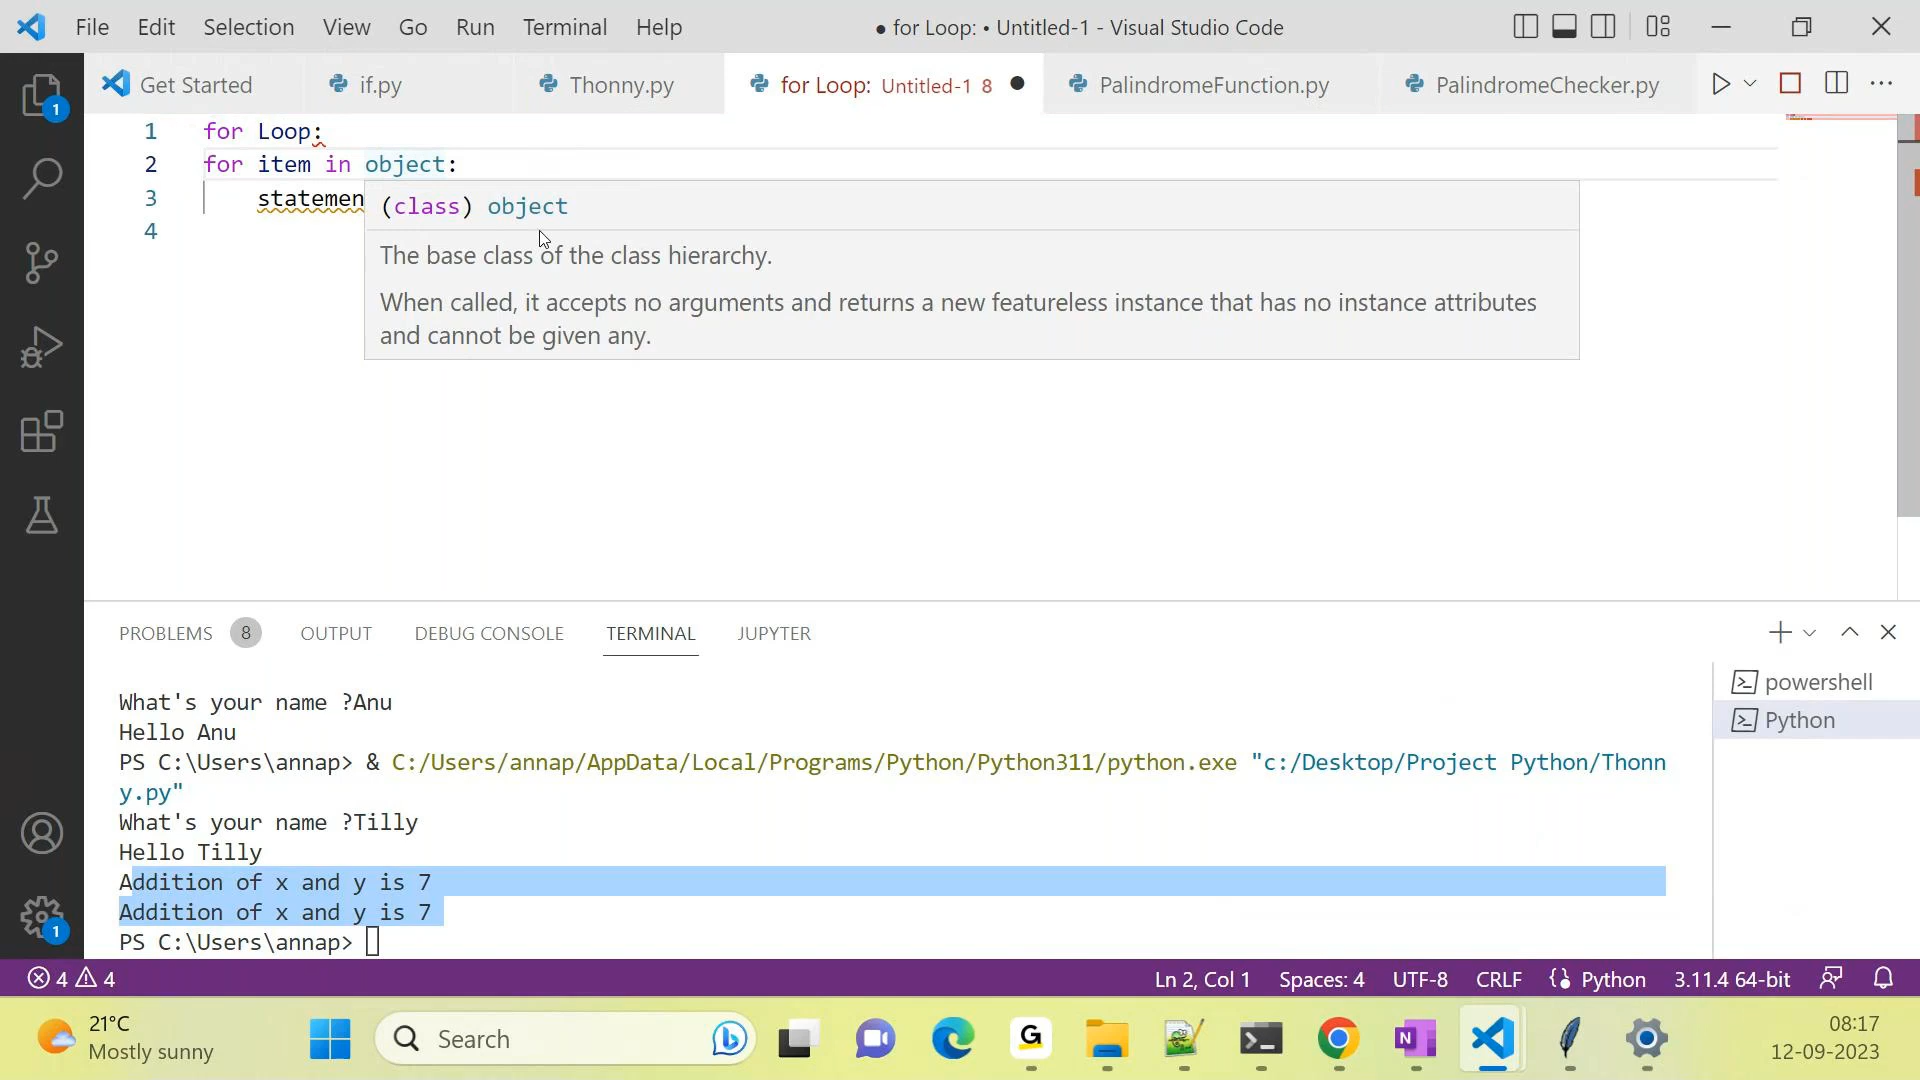 File Edit Selection View Go Run Terminal Help ● for Loop: • Untitled-1 - Visual Studio Code
Get Started if.py Thonny.py for Loop: Untitled-1 8 PalindromeFunction.py PalindromeChecker.py
1 for Loop:
2 for item in object:
3 statemen
4
(class) object
The base class of the class hierarchy.
When called, it accepts no arguments and returns a new featureless instance that has no instance attributes
and cannot be given any.
1
PROBLEMS 8 OUTPUT DEBUG CONSOLE TERMINAL JUPYTER
What's your name ?Anu
Hello Anu
PS C:\Users\annap> & C:/Users/annap/AppData/Local/Programs/Python/Python311/python.exe "c:/Desktop/Project Python/Thonn
y.py"
What's your name ?Tilly
Hello Tilly
Addition of x and y is 7
Addition of x and y is 7
PS C:\Users\annap>
powershell
Python
1
4 4 Ln 2, Col 1 Spaces: 4 UTF-8 CRLF Python 3.11.4 64-bit
21°C
Mostly sunny
Search
G
N
08:17
12-09-2023